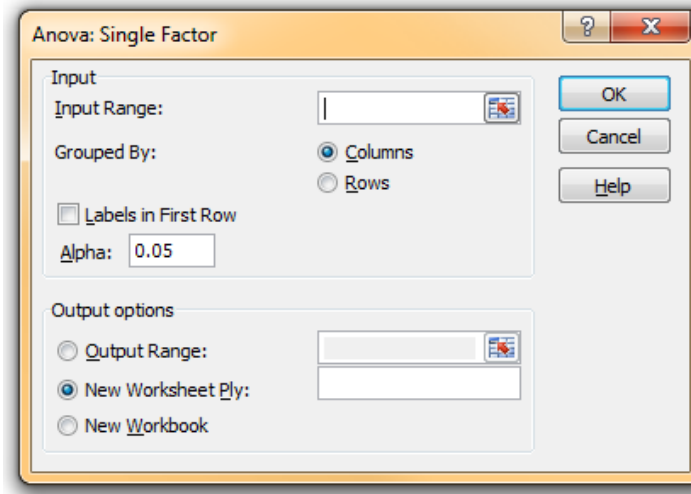 Anova: Single Factor
Input
Input Range:
Grouped By:
Columns
Rows
Labels in First Row
Alpha: 0.05
Output options
Output Range:
New Worksheet Ply:
New Workbook
?
X
OK
Cancel
Help